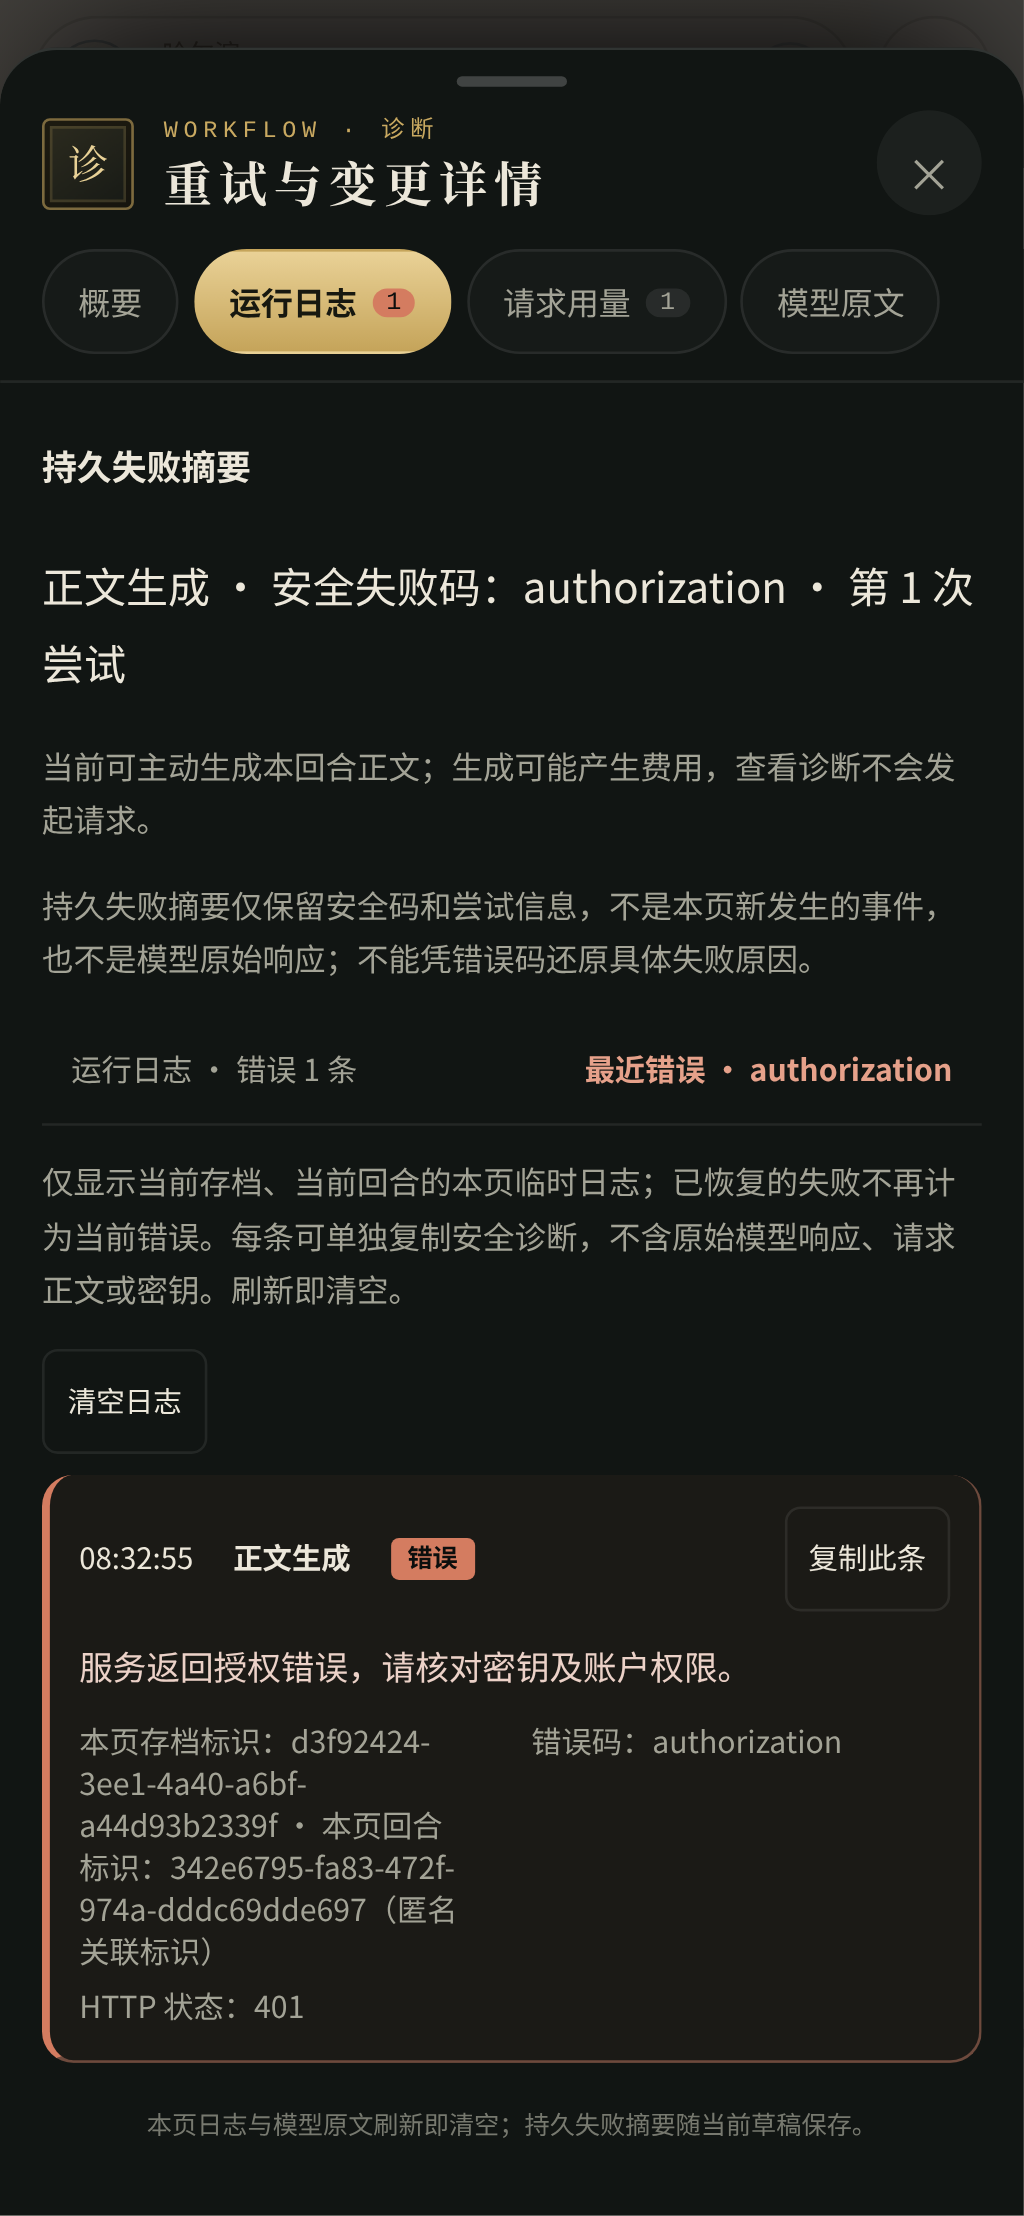 诊
WORKFLOW · 诊断
重试与变更详情
概要
运行日志 1
请求用量 1
模型原文
持久失败摘要
正文生成 · 安全失败码：authorization · 第 1 次
尝试
当前可主动生成本回合正文；生成可能产生费用，查看诊断不会发
起请求。
持久失败摘要仅保留安全码和尝试信息，不是本页新发生的事件，
也不是模型原始响应；不能凭错误码还原具体失败原因。
运行日志 · 错误 1 条
最近错误 · authorization
仅显示当前存档、当前回合的本页临时日志；已恢复的失败不再计
为当前错误。每条可单独复制安全诊断，不含原始模型响应、请求
正文或密钥。刷新即清空。
清空日志
08:32:55 正文生成 错误
复制此条
服务返回授权错误，请核对密钥及账户权限。
本页存档标识：d3f92424-
3ee1-4a40-a6bf-
a44d93b2339f · 本页回合
标识：342e6795-fa83-472f-
974a-dddc69dde697（匿名
关联标识）
错误码：authorization
HTTP 状态：401
本页日志与模型原文刷新即清空；持久失败摘要随当前草稿保存。